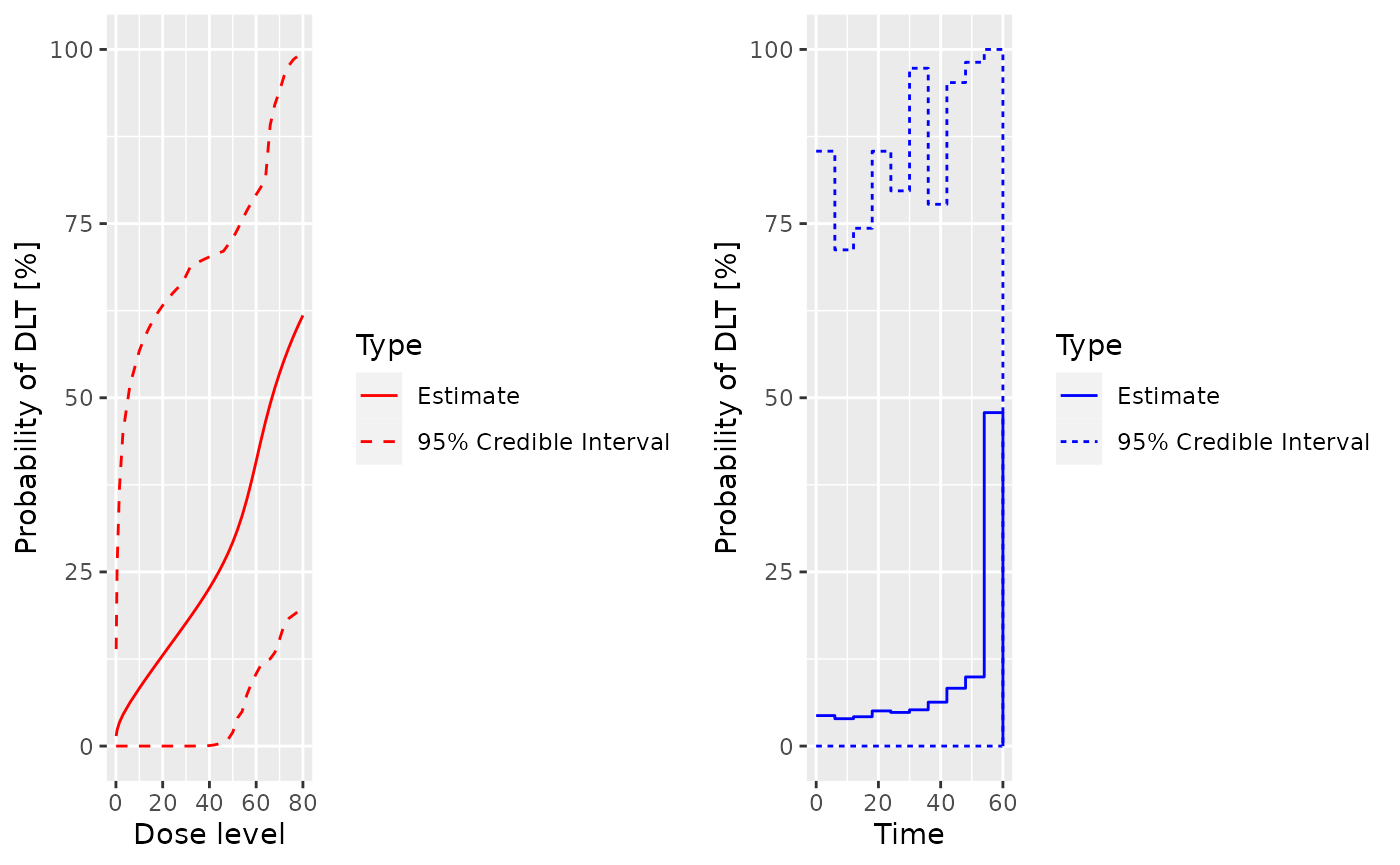 Probability of DLT [%]
100
75
50
25
0
0 20 40 60 80
Dose level
Type
Estimate
95% Credible Interval
Probability of DLT [%]
100
75
50
25
0
0 20 40 60
Time
Type
Estimate
95% Credible Interval